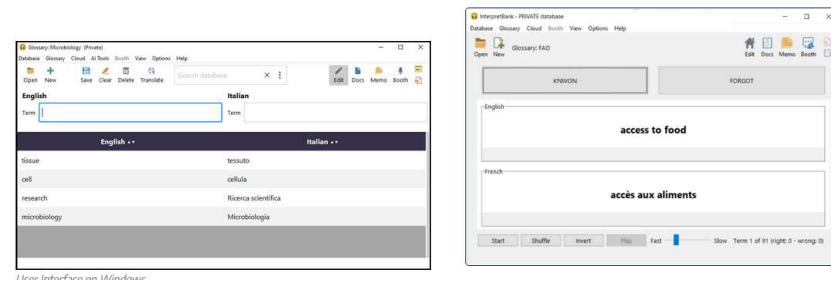 Glossary: Microbiology (Private)
Database Glossary Cloud AI Tools Booth View Options Help
Open New Save Clear Delete Translate Search database Edit Docs Memo Booth
English Italian
Term Term
English Italian
tissue tessuto
cell cellula
research Ricerca scientifica
microbiology Microbiologia
User Interface on Windows
InterpretBank - PRIVATE database
Database Glossary Cloud Booth View Options Help
Open New Glossary: FAO Edit Docs Memo Booth
KNWON FORGOT
English
access to food
French
accès aux aliments
Start Shuffle Invert Map Fast Slow Term 1 of 91 (right: 0 - wrong: 0)